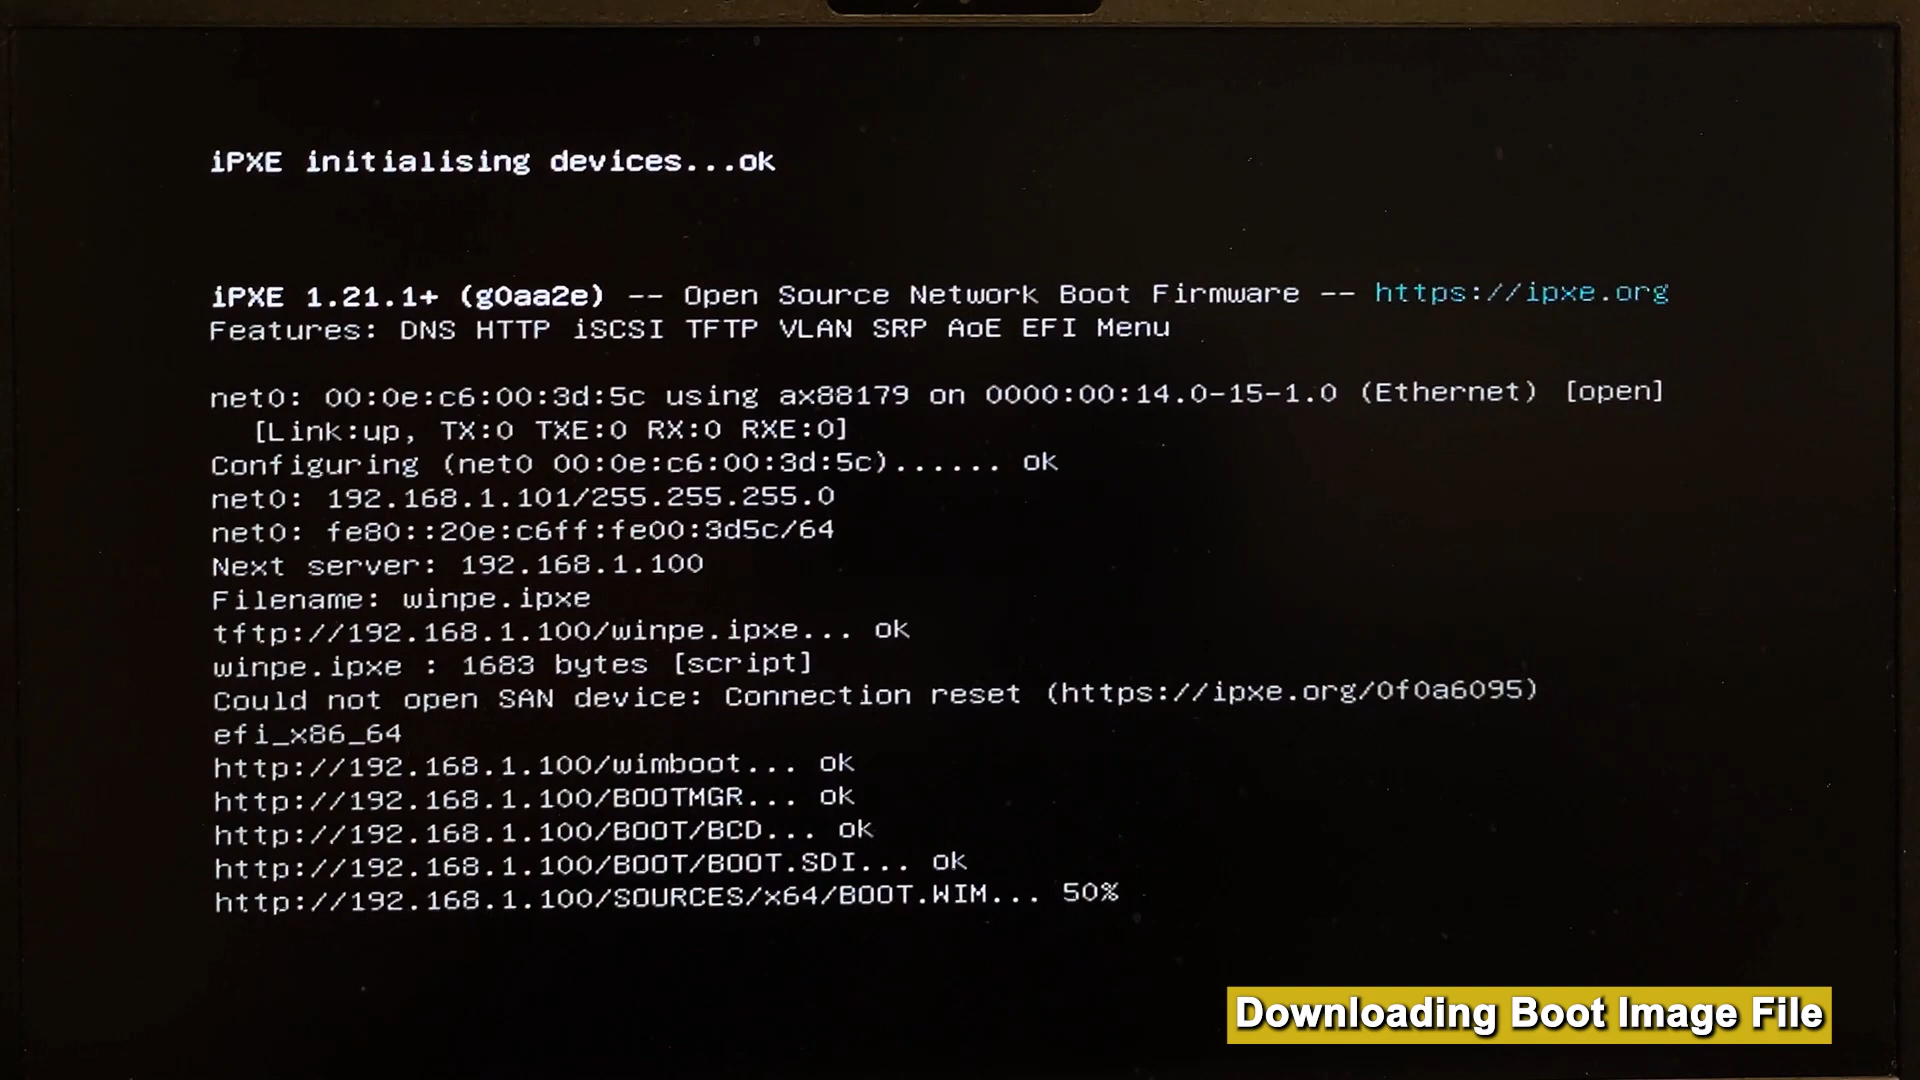 iPXE initialising devices...ok
iPXE 1.21.1+ (g0aa2e) -- Open Source Network Boot Firmware -- https://ipxe.org
Features: DNS HTTP iSCSI TFTP VLAN SRP AoE EFI Menu
net0: 00:0e:c6:00:3d:5c using ax88179 on 0000:00:14.0-15-1.0 (Ethernet) [open]
[Link:up, TX:0 TXE:0 RX:0 RXE:0]
Configuring (net0 00:0e:c6:00:3d:5c)...... ok
net0: 192.168.1.101/255.255.255.0
net0: fe80::20e:c6ff:fe00:3d5c/64
Next server: 192.168.1.100
Filename: winpe.ipxe
tftp://192.168.1.100/winpe.ipxe... ok
winpe.ipxe : 1683 bytes [script]
Could not open SAN device: Connection reset (https://ipxe.org/0f0a6095)
efi_x86_64
http://192.168.1.100/wimboot... ok
http://192.168.1.100/BOOTMGR... ok
http://192.168.1.100/BOOT/BCD... ok
http://192.168.1.100/BOOT/BOOT.SDI... ok
http://192.168.1.100/SOURCES/x64/BOOT.WIM... 50%
Downloading Boot Image File